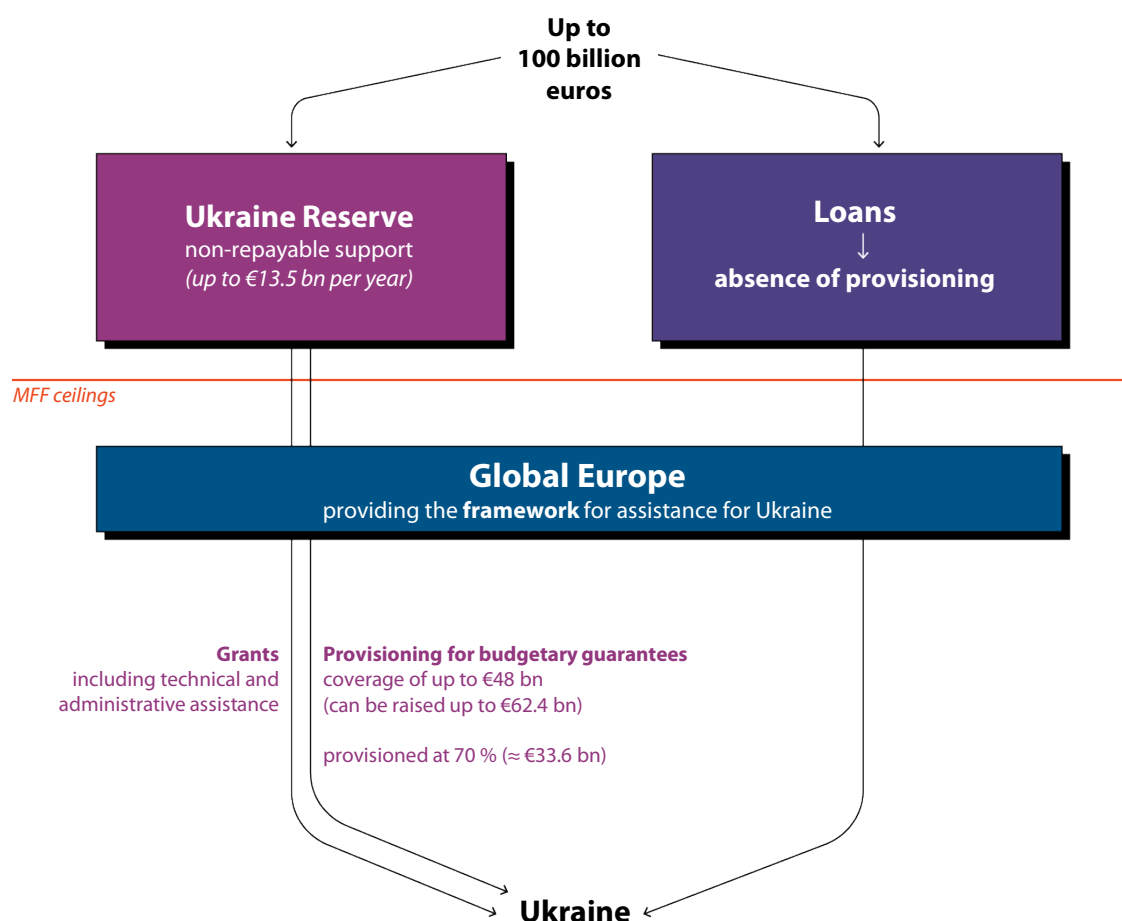 Up to
100 billion
euros
Ukraine Reserve
non-repayable support
(up to €13.5 bn per year)
Loans
↓
absence of provisioning
MFF ceilings
Global Europe
providing the framework for assistance for Ukraine
Grants
including technical and
administrative assistance
Provisioning for budgetary guarantees
coverage of up to €48 bn
(can be raised up to €62.4 bn)
provisioned at 70 % (≈ €33.6 bn)
Ukraine